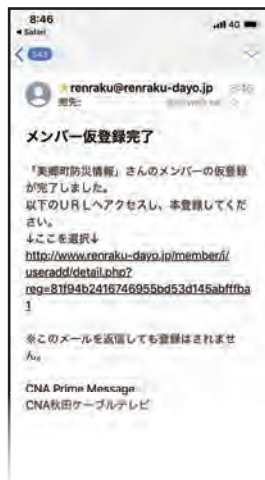 8:46
4G
◀ Safari
543
★renraku@renraku-dayo.jp 8:46
宛先:
メンバー仮登録完了
「美郷町防災情報」さんのメンバーの仮登録
が完了しました。
以下のＵＲＬへアクセスし、本登録してくだ
さい。
↓ここを選択↓
http://www.renraku-dayo.jp/member/i/
useradd/detail.php?
reg=81f94b2416746955bd53d145abfffba
1
※このメールを返信しても登録はされませ
ん。
CNA Prime Message
CNA秋田ケーブルテレビ